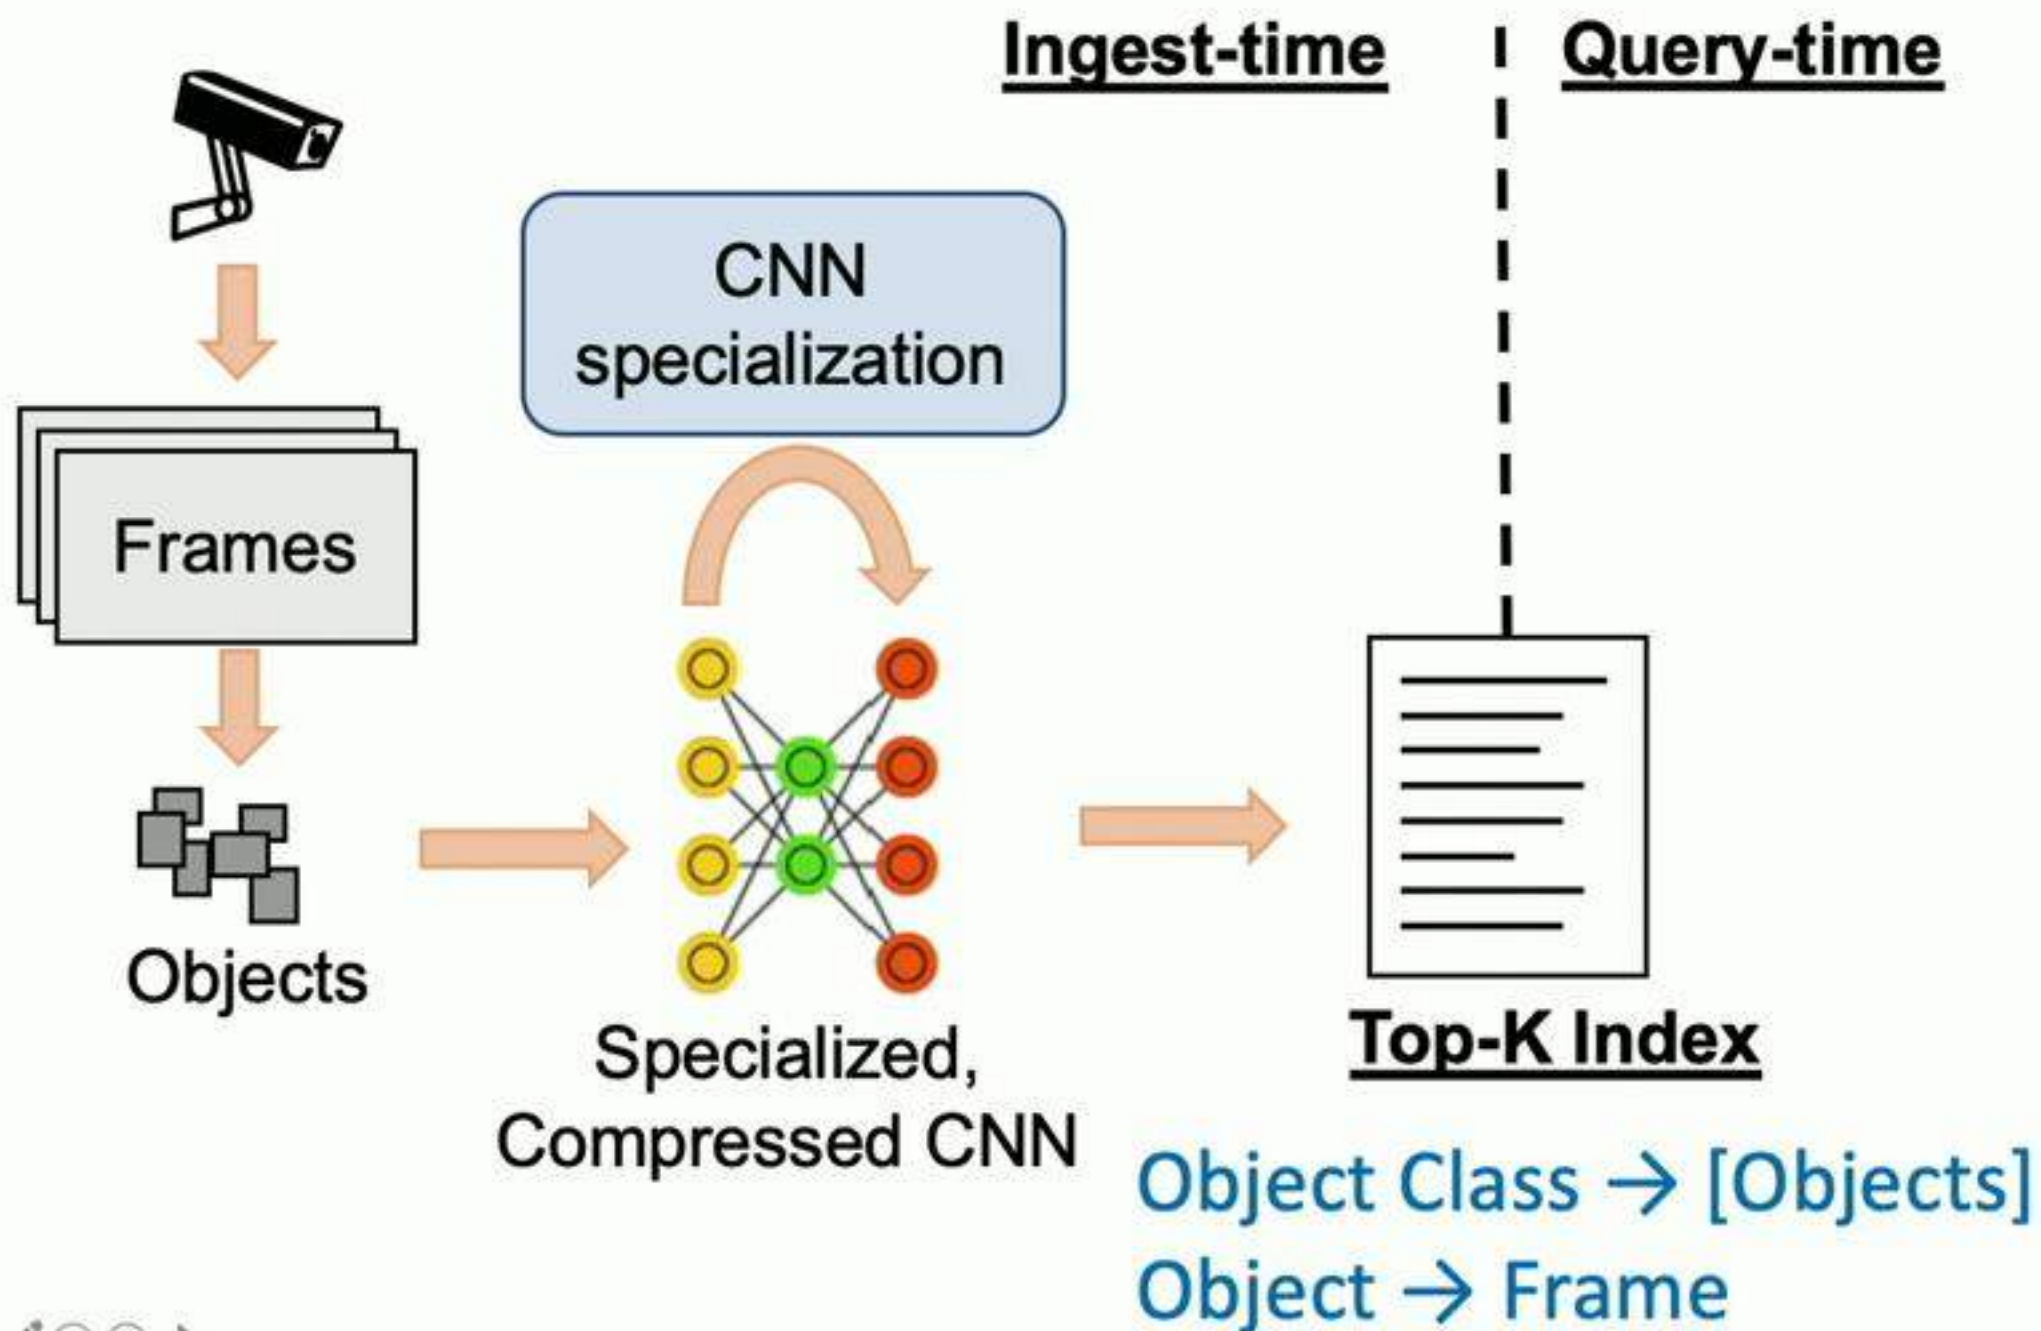 Ingest-time
Query-time
CNN
specialization
Frames
Objects
Specialized,
Compressed CNN
Top-K Index
Object Class → [Objects]
Object → Frame